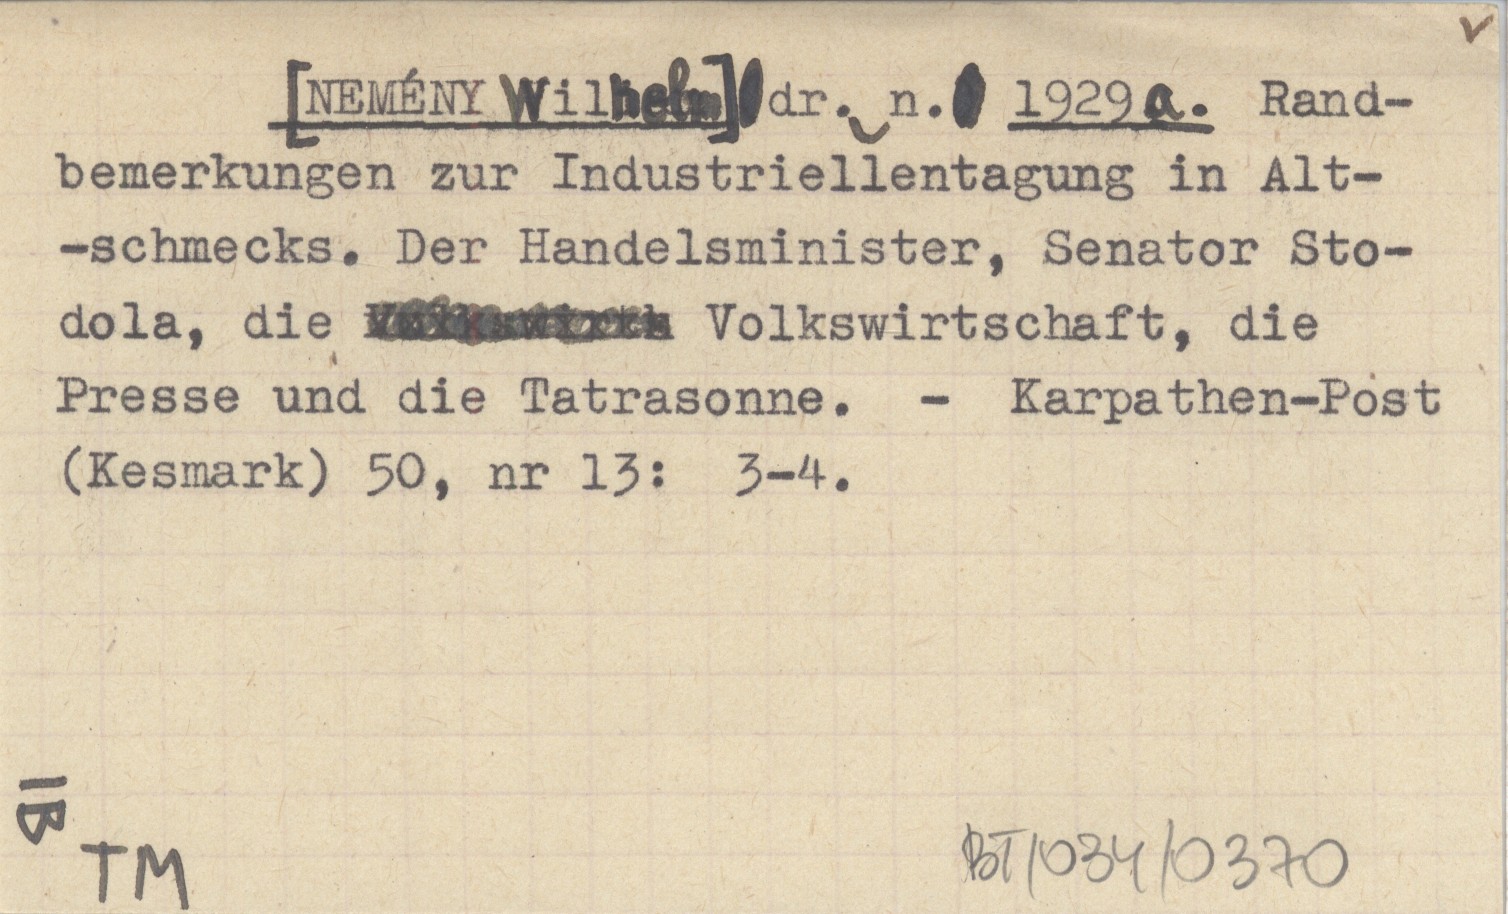 [NEMÉNY Wilhelm] dr. n. 1929 a. Rand-
bemerkungen zur Industriellentagung in Alt-
-schmecks. Der Handelsminister, Senator Sto-
dola, die Volkswirtschaft, die
Presse und die Tatrasonne. - Karpathen-Post
(Kesmark) 50, nr 13: 3-4.
IB
TM
BT/034/0370